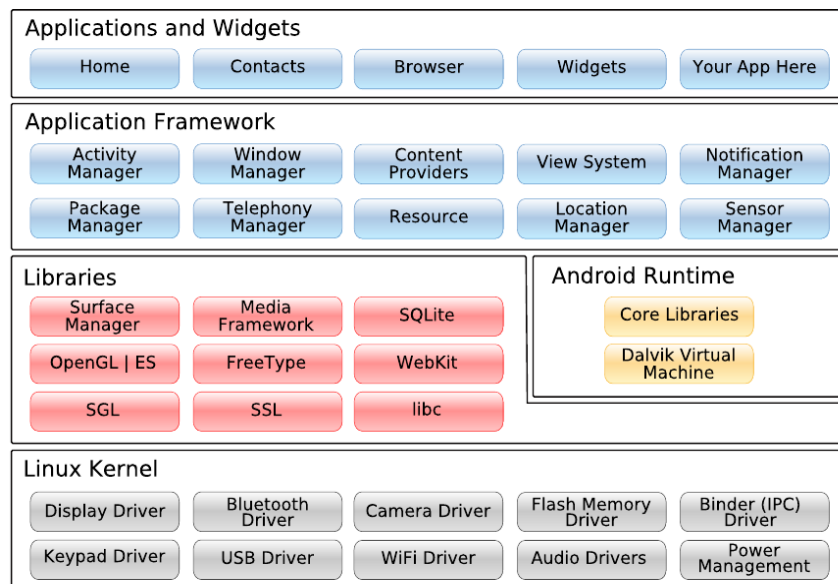 Applications and Widgets
Home
Contacts
Browser
Widgets
Your App Here
Application Framework
Activity
Manager
Window
Manager
Content
Providers
View System
Notification
Manager
Package
Manager
Telephony
Manager
Resource
Location
Manager
Sensor
Manager
Libraries
Surface
Manager
Media
Framework
SQLite
OpenGL | ES
FreeType
WebKit
SGL
SSL
libc
Android Runtime
Core Libraries
Dalvik Virtual
Machine
Linux Kernel
Display Driver
Bluetooth
Driver
Camera Driver
Flash Memory
Driver
Binder (IPC)
Driver
Keypad Driver
USB Driver
WiFi Driver
Audio Drivers
Power
Management